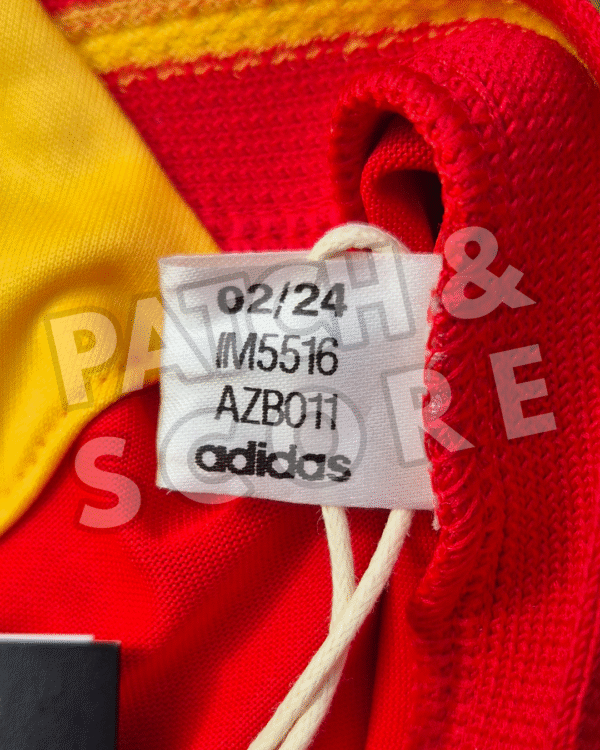 02/24
IM5516
AZB011
adidas
PATCH &
SCORE